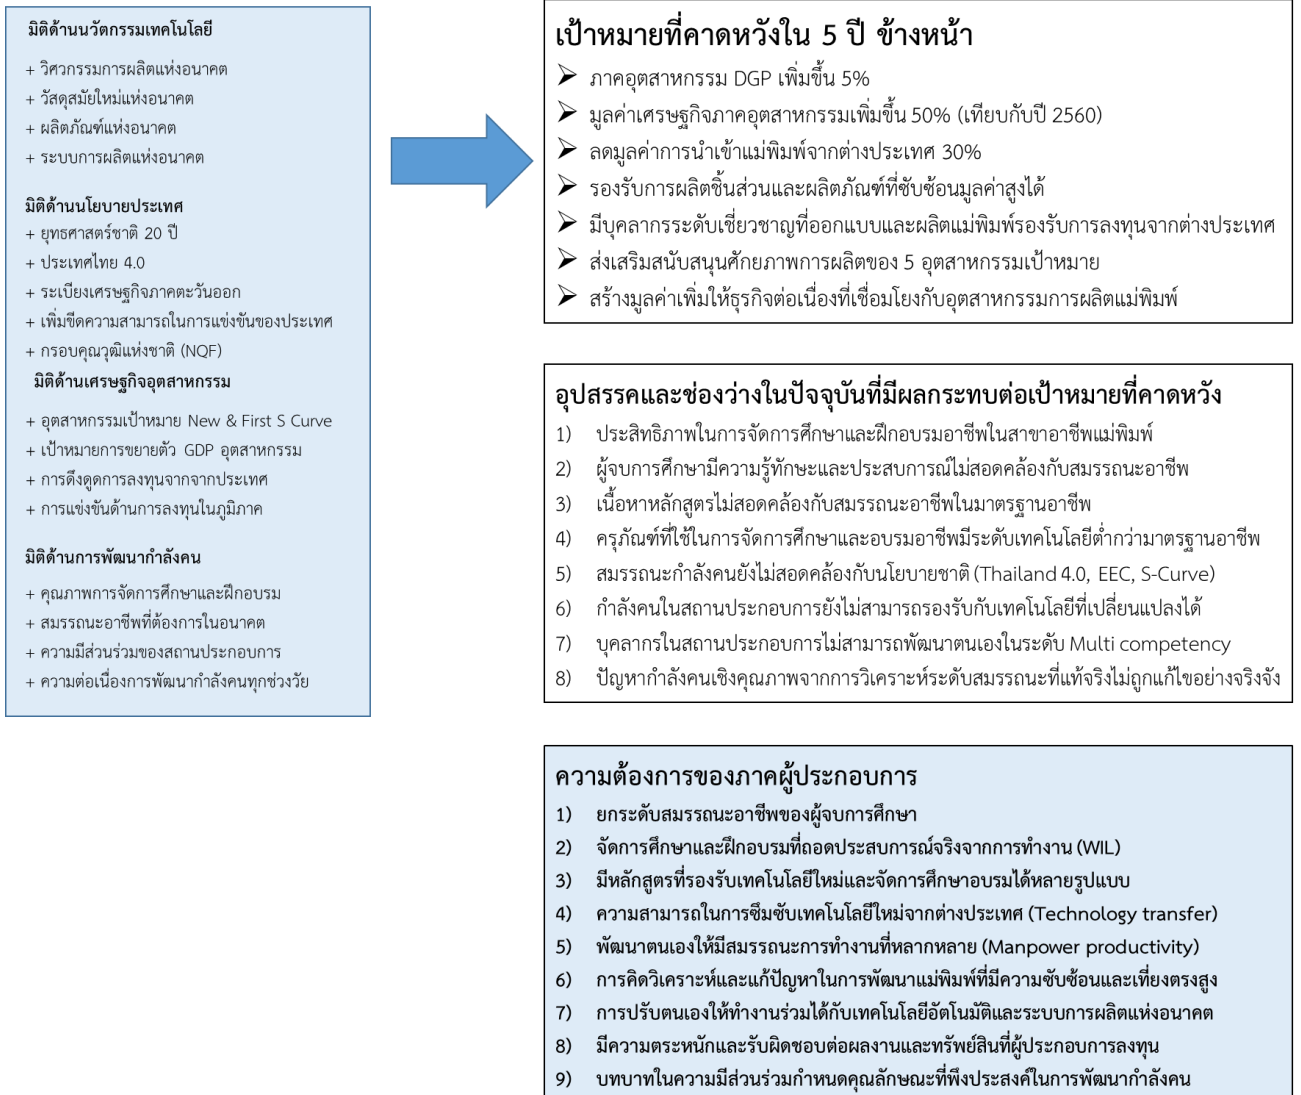 มิติด้านนวัตกรรมเทคโนโลยี
+ วิศวกรรมการผลิตแห่งอนาคต
+ วัสดุสมัยใหม่แห่งอนาคต
+ ผลิตภัณฑ์แห่งอนาคต
+ ระบบการผลิตแห่งอนาคต
มิติด้านนโยบายประเทศ
+ ยุทธศาสตร์ชาติ 20 ปี
+ ประเทศไทย 4.0
+ ระเบียงเศรษฐกิจภาคตะวันออก
+ เพิ่มขีดความสามารถในการแข่งขันของประเทศ
+ กรอบคุณวุฒิแห่งชาติ (NQF)
มิติด้านเศรษฐกิจอุตสาหกรรม
+ อุตสาหกรรมเป้าหมาย New & First S Curve
+ เป้าหมายการขยายตัว GDP อุตสาหกรรม
+ การดึงดูดการลงทุนจากจากประเทศ
+ การแข่งขันด้านการลงทุนในภูมิภาค
มิติด้านการพัฒนากำลังคน
+ คุณภาพการจัดการศึกษาและฝึกอบรม
+ สมรรถนะอาชีพที่ต้องการในอนาคต
+ ความมีส่วนร่วมของสถานประกอบการ
+ ความต่อเนื่องการพัฒนากำลังคนทุกช่วงวัย
เป้าหมายที่คาดหวังใน 5 ปี ข้างหน้า
➢ ภาคอุตสาหกรรม DGP เพิ่มขึ้น 5%
➢ มูลค่าเศรษฐกิจภาคอุตสาหกรรมเพิ่มขึ้น 50% (เทียบกับปี 2560)
➢ ลดมูลค่าการนำเข้าแม่พิมพ์จากต่างประเทศ 30%
➢ รองรับการผลิตชิ้นส่วนและผลิตภัณฑ์ที่ซับซ้อนมูลค่าสูงได้
➢ มีบุคลากรระดับเชี่ยวชาญที่ออกแบบและผลิตแม่พิมพ์รองรับการลงทุนจากต่างประเทศ
➢ ส่งเสริมสนับสนุนศักยภาพการผลิตของ 5 อุตสาหกรรมเป้าหมาย
➢ สร้างมูลค่าเพิ่มให้ธุรกิจต่อเนื่องที่เชื่อมโยงกับอุตสาหกรรมการผลิตแม่พิมพ์
อุปสรรคและช่องว่างในปัจจุบันที่มีผลกระทบต่อเป้าหมายที่คาดหวัง
1) ประสิทธิภาพในการจัดการศึกษาและฝึกอบรมอาชีพในสาขาอาชีพแม่พิมพ์
2) ผู้จบการศึกษามีความรู้ทักษะและประสบการณ์ไม่สอดคล้องกับสมรรถนะอาชีพ
3) เนื้อหาหลักสูตรไม่สอดคล้องกับสมรรถนะอาชีพในมาตรฐานอาชีพ
4) ครุภัณฑ์ที่ใช้ในการจัดการศึกษาและอบรมอาชีพมีระดับเทคโนโลยีต่ำกว่ามาตรฐานอาชีพ
5) สมรรถนะกำลังคนยังไม่สอดคล้องกับนโยบายชาติ (Thailand 4.0, EEC, S-Curve)
6) กำลังคนในสถานประกอบการยังไม่สามารถรองรับกับเทคโนโลยีที่เปลี่ยนแปลงได้
7) บุคลากรในสถานประกอบการไม่สามารถพัฒนาตนเองในระดับ Multi competency
8) ปัญหากำลังคนเชิงคุณภาพจากการวิเคราะห์ระดับสมรรถนะที่แท้จริงไม่ถูกแก้ไขอย่างจริงจัง
ความต้องการของภาคผู้ประกอบการ
1) ยกระดับสมรรถนะอาชีพของผู้จบการศึกษา
2) จัดการศึกษาและฝึกอบรมที่ถอดประสบการณ์จริงจากการทำงาน (WIL)
3) มีหลักสูตรที่รองรับเทคโนโลยีใหม่และจัดการศึกษาอบรมได้หลายรูปแบบ
4) ความสามารถในการซึมซับเทคโนโลยีใหม่จากต่างประเทศ (Technology transfer)
5) พัฒนาตนเองให้มีสมรรถนะการทำงานที่หลากหลาย (Manpower productivity)
6) การคิดวิเคราะห์และแก้ปัญหาในการพัฒนาแม่พิมพ์ที่มีความซับซ้อนและเที่ยงตรงสูง
7) การปรับตนเองให้ทำงานร่วมได้กับเทคโนโลยีอัตโนมัติและระบบการผลิตแห่งอนาคต
8) มีความตระหนักและรับผิดชอบต่อผลงานและทรัพย์สินที่ผู้ประกอบการลงทุน
9) บทบาทในความมีส่วนร่วมกำหนดคุณลักษณะที่พึงประสงค์ในการพัฒนากำลังคน